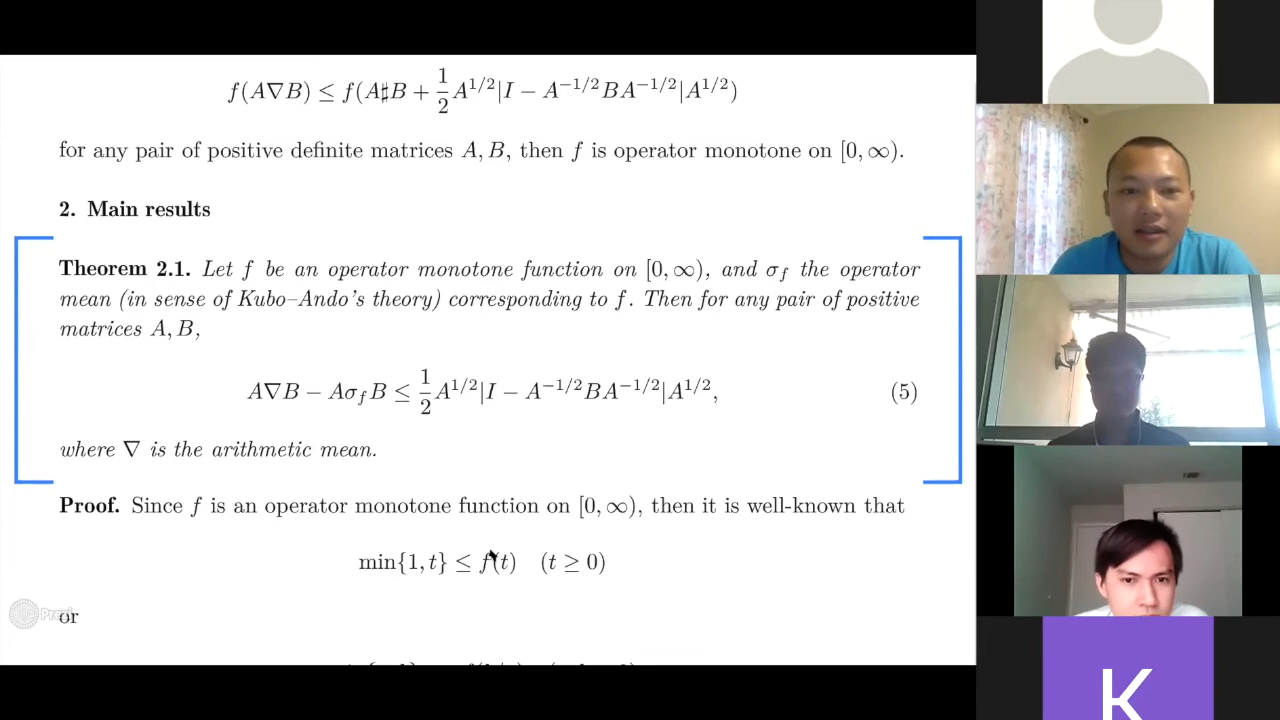 f(A∇B) ≤ f(A♯B + 1/2 A^{1/2}|I − A^{−1/2}BA^{−1/2}|A^{1/2})
for any pair of positive definite matrices A, B, then f is operator monotone on [0, ∞).
2. Main results
Theorem 2.1. Let f be an operator monotone function on [0, ∞), and σ_f the operator
mean (in sense of Kubo–Ando's theory) corresponding to f. Then for any pair of positive
matrices A, B,
A∇B − Aσ_f B ≤ 1/2 A^{1/2}|I − A^{−1/2}BA^{−1/2}|A^{1/2}, (5)
where ∇ is the arithmetic mean.
Proof. Since f is an operator monotone function on [0, ∞), then it is well-known that
min{1, t} ≤ f(t) (t ≥ 0)
Prezi
or
K